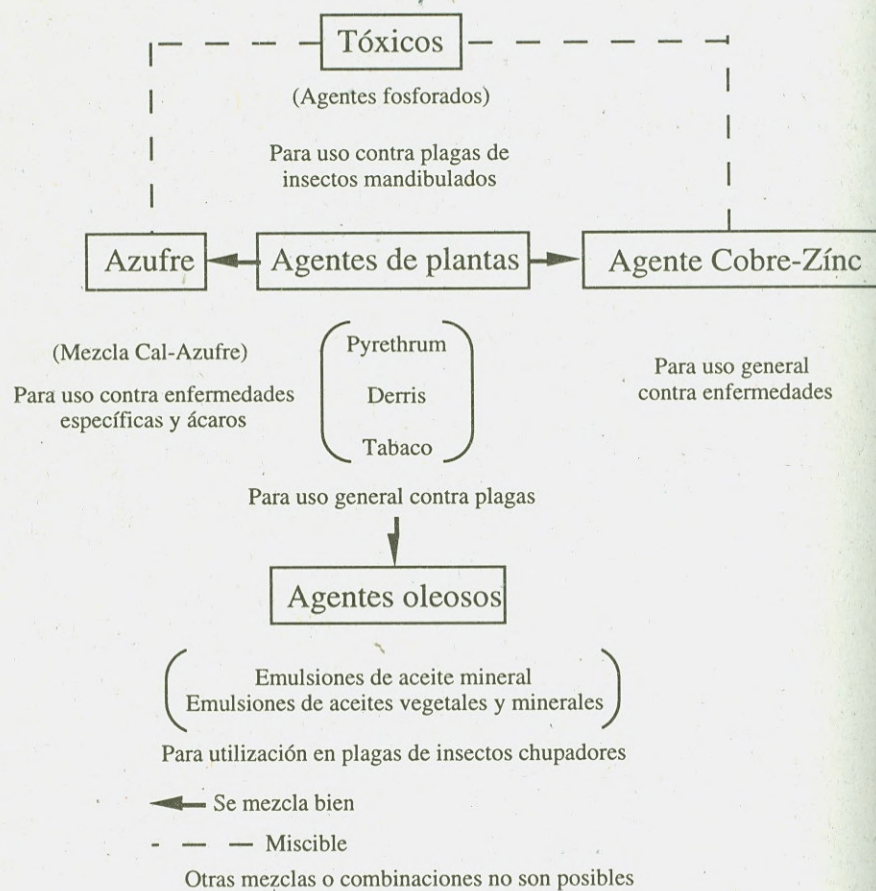 Tóxicos
(Agentes fosforados)
Para uso contra plagas de
insectos mandibulados
Azufre
Agentes de plantas
Agente Cobre-Zínc
(Mezcla Cal-Azufre)
Para uso contra enfermedades
específicas y ácaros
Pyrethrum
Derris
Tabaco
Para uso general
contra enfermedades
Para uso general contra plagas
Agentes oleosos
Emulsiones de aceite mineral
Emulsiones de aceites vegetales y minerales
Para utilización en plagas de insectos chupadores
Se mezcla bien
Miscible
Otras mezclas o combinaciones no son posibles